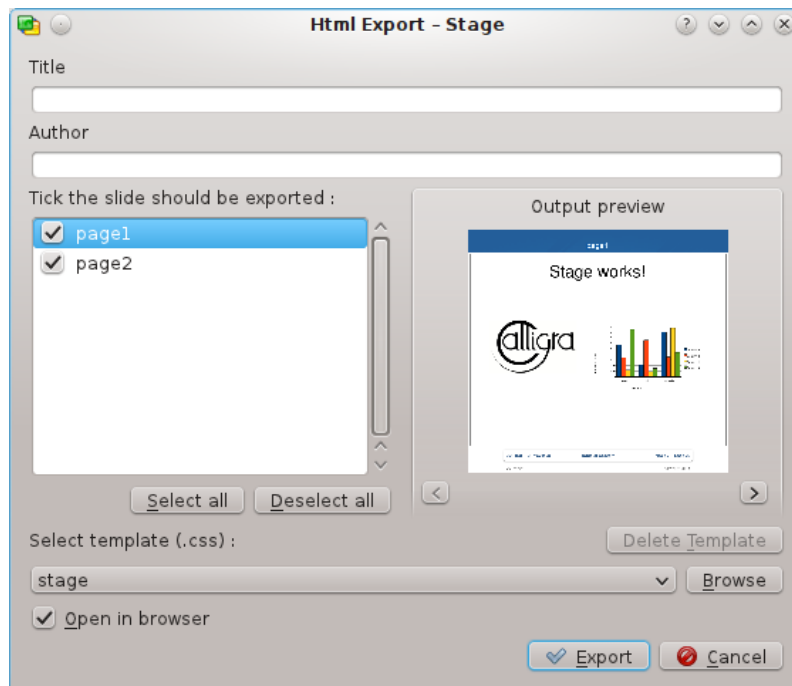 Html Export – Stage
Title
Author
Tick the slide should be exported :
page1
page2
Select all
Deselect all
Output preview
page1
Stage works!
Calligra
Select template (.css) :
Delete Template
stage
Browse
Open in browser
Export
Cancel